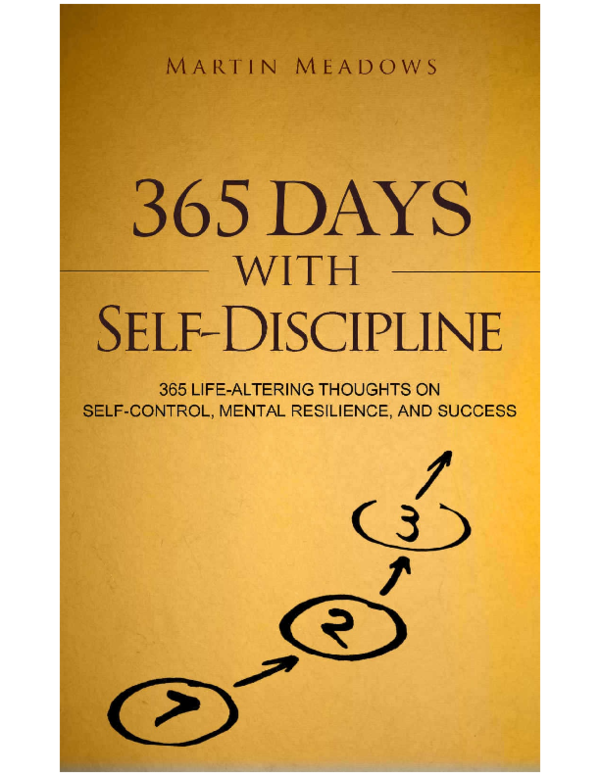 MARTIN MEADOWS
365 DAYS
WITH
SELF-DISCIPLINE
365 LIFE-ALTERING THOUGHTS ON
SELF-CONTROL, MENTAL RESILIENCE, AND SUCCESS
3
2
1